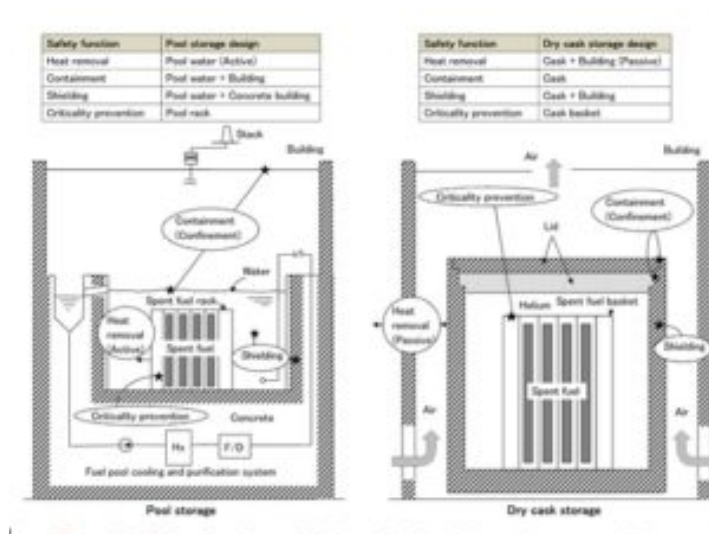 Safety function Pool storage design
Heat removal Pool water (Active)
Containment Pool water + Building
Shielding Pool water + Concrete building
Criticality prevention Pool rack
Stack
Building
Containment
(Confinement)
Water
Spent fuel rack
Heat
removal
(Active)
Spent fuel
Shielding
Criticality prevention
Concrete
Hx
F/D
Fuel pool cooling and purification system
Pool storage
Safety function Dry cask storage design
Heat removal Cask + Building (Passive)
Containment Cask
Shielding Cask + Building
Criticality prevention Cask basket
Air
Building
Criticality prevention
Containment
(Confinement)
Lid
Helium Spent fuel basket
Heat
removal
(Passive)
Shielding
Spent fuel
Air
Air
Dry cask storage